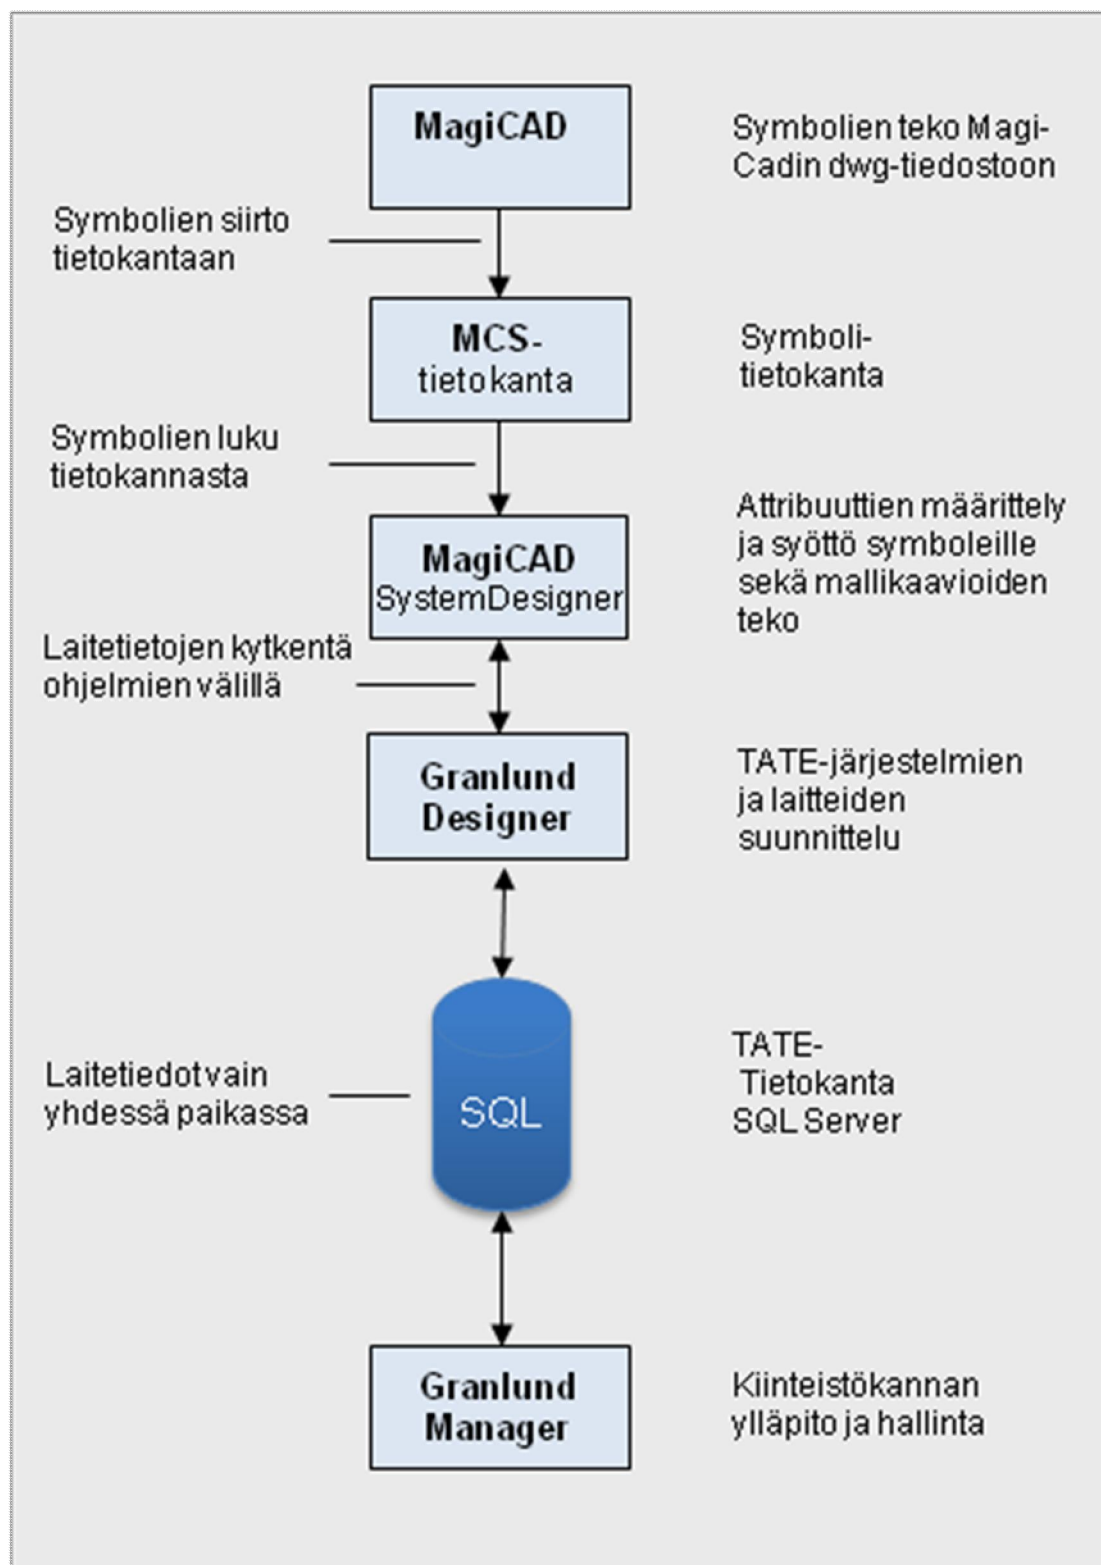 MagiCAD
Symbolien teko Magi-
Cadin dwg-tiedostoon
Symbolien siirto
tietokantaan
MCS-
tietokanta
Symboli-
tietokanta
Symbolien luku
tietokannasta
MagiCAD
SystemDesigner
Attribuuttien määrittely
ja syöttö symboleille
sekä mallikaavioiden
teko
Laitetietojen kytkentä
ohjelmien välillä
Granlund
Designer
TATE-järjestelmien
ja laitteiden
suunnittelu
Laitetiedot vain
yhdessä paikassa
SQL
TATE-
Tietokanta
SQL Server
Granlund
Manager
Kiinteistökannan
ylläpito ja hallinta